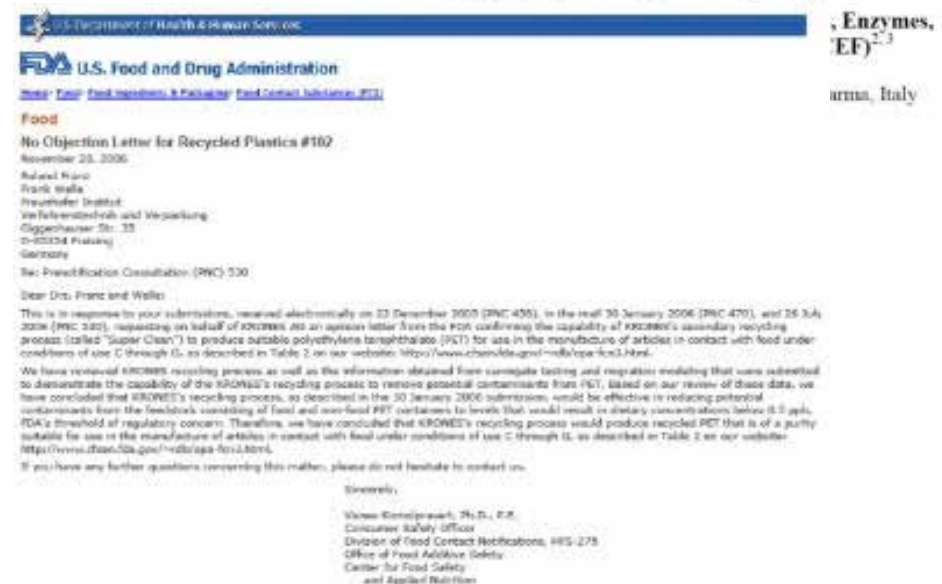 U.S. Department of Health & Human Services
, Enzymes,
EF)2, 3
arma, Italy
FDA U.S. Food and Drug Administration
Home> Food> Food Ingredients & Packaging> Food Contact Substances (FCS)
Food
No Objection Letter for Recycled Plastics #102
November 20, 2006
Roland Franz
Frank Welle
Fraunhofer Institut
Verfahrenstechnik und Verpackung
Giggenhauser Str. 35
D-85354 Freising
Germany
Re: Prenotification Consultation (PNC) 530
Dear Drs. Franz and Welle:
This is in response to your submissions, received electronically on 22 December 2005 (PNC 456), in the mail 30 January 2006 (PNC 470), and 26 July
2006 (PNC 530), requesting on behalf of KRONES AG an opinion letter from the FDA confirming the capability of KRONES's secondary recycling
process (called "Super Clean") to produce suitable polyethylene terephthalate (PET) for use in the manufacture of articles in contact with food under
conditions of use C through G, as described in Table 2 on our website:
We have reviewed KRONES recycling process as well as the information obtained from surrogate testing and migration modeling that were submitted
to demonstrate the capability of the KRONES's recycling process to remove potential contaminants from PET. Based on our review of these data, we
have concluded that KRONES's recycling process, as described in the 30 January 2006 submission, would be effective in reducing potential
contaminants from the feedstock consisting of food and non-food PET containers to levels that would result in dietary concentrations below 0.5 ppb,
FDA's threshold of regulatory concern. Therefore, we have concluded that KRONES's recycling process would produce recycled PET that is of a purity
suitable for use in the manufacture of articles in contact with food under conditions of use C through G, as described in Table 2 on our website:
If you have any further questions concerning this matter, please do not hesitate to contact us.
Sincerely,
Ph.D., P.E.
Consumer Safety Officer
Division of Food Contact Notifications, HFS-275
Office of Food Additive Safety
Center for Food Safety
and Applied Nutrition